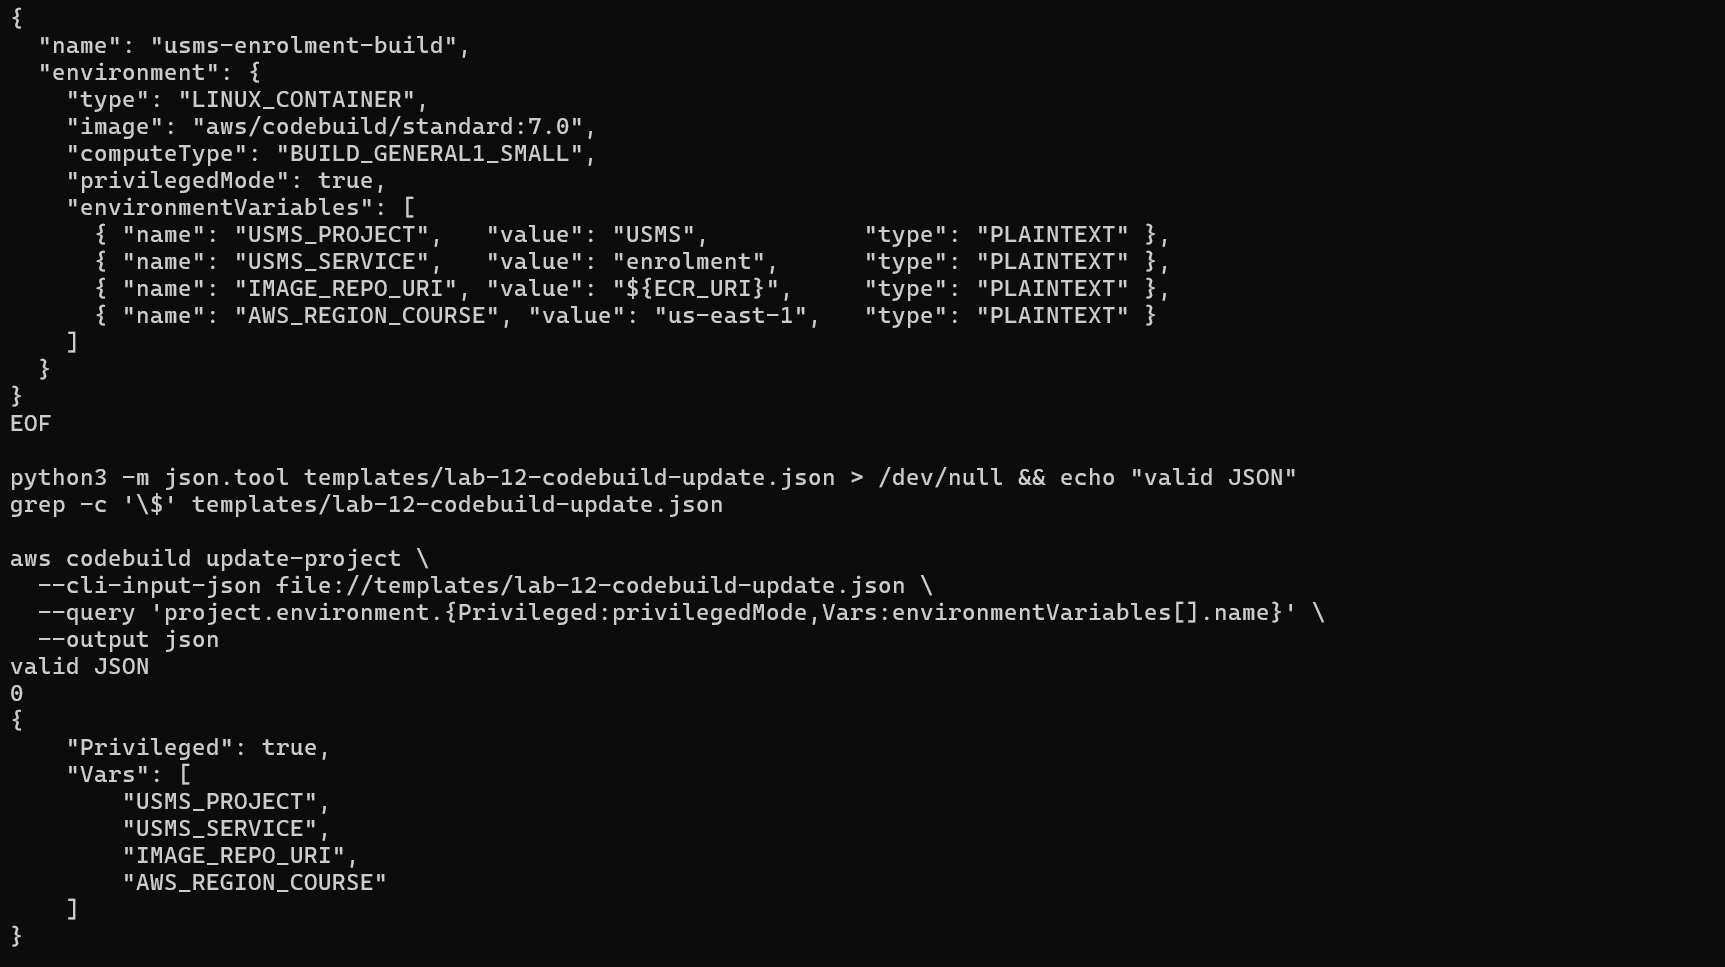 {
  "name": "usms-enrolment-build",
  "environment": {
    "type": "LINUX_CONTAINER",
    "image": "aws/codebuild/standard:7.0",
    "computeType": "BUILD_GENERAL1_SMALL",
    "privilegedMode": true,
    "environmentVariables": [
      { "name": "USMS_PROJECT",   "value": "USMS",           "type": "PLAINTEXT" },
      { "name": "USMS_SERVICE",   "value": "enrolment",      "type": "PLAINTEXT" },
      { "name": "IMAGE_REPO_URI", "value": "${ECR_URI}",     "type": "PLAINTEXT" },
      { "name": "AWS_REGION_COURSE", "value": "us-east-1",   "type": "PLAINTEXT" }
    ]
  }
}
EOF

python3 -m json.tool templates/lab-12-codebuild-update.json > /dev/null && echo "valid JSON"
grep -c '\$' templates/lab-12-codebuild-update.json

aws codebuild update-project \
  --cli-input-json file://templates/lab-12-codebuild-update.json \
  --query 'project.environment.{Privileged:privilegedMode,Vars:environmentVariables[].name}' \
  --output json
valid JSON
0
{
    "Privileged": true,
    "Vars": [
        "USMS_PROJECT",
        "USMS_SERVICE",
        "IMAGE_REPO_URI",
        "AWS_REGION_COURSE"
    ]
}